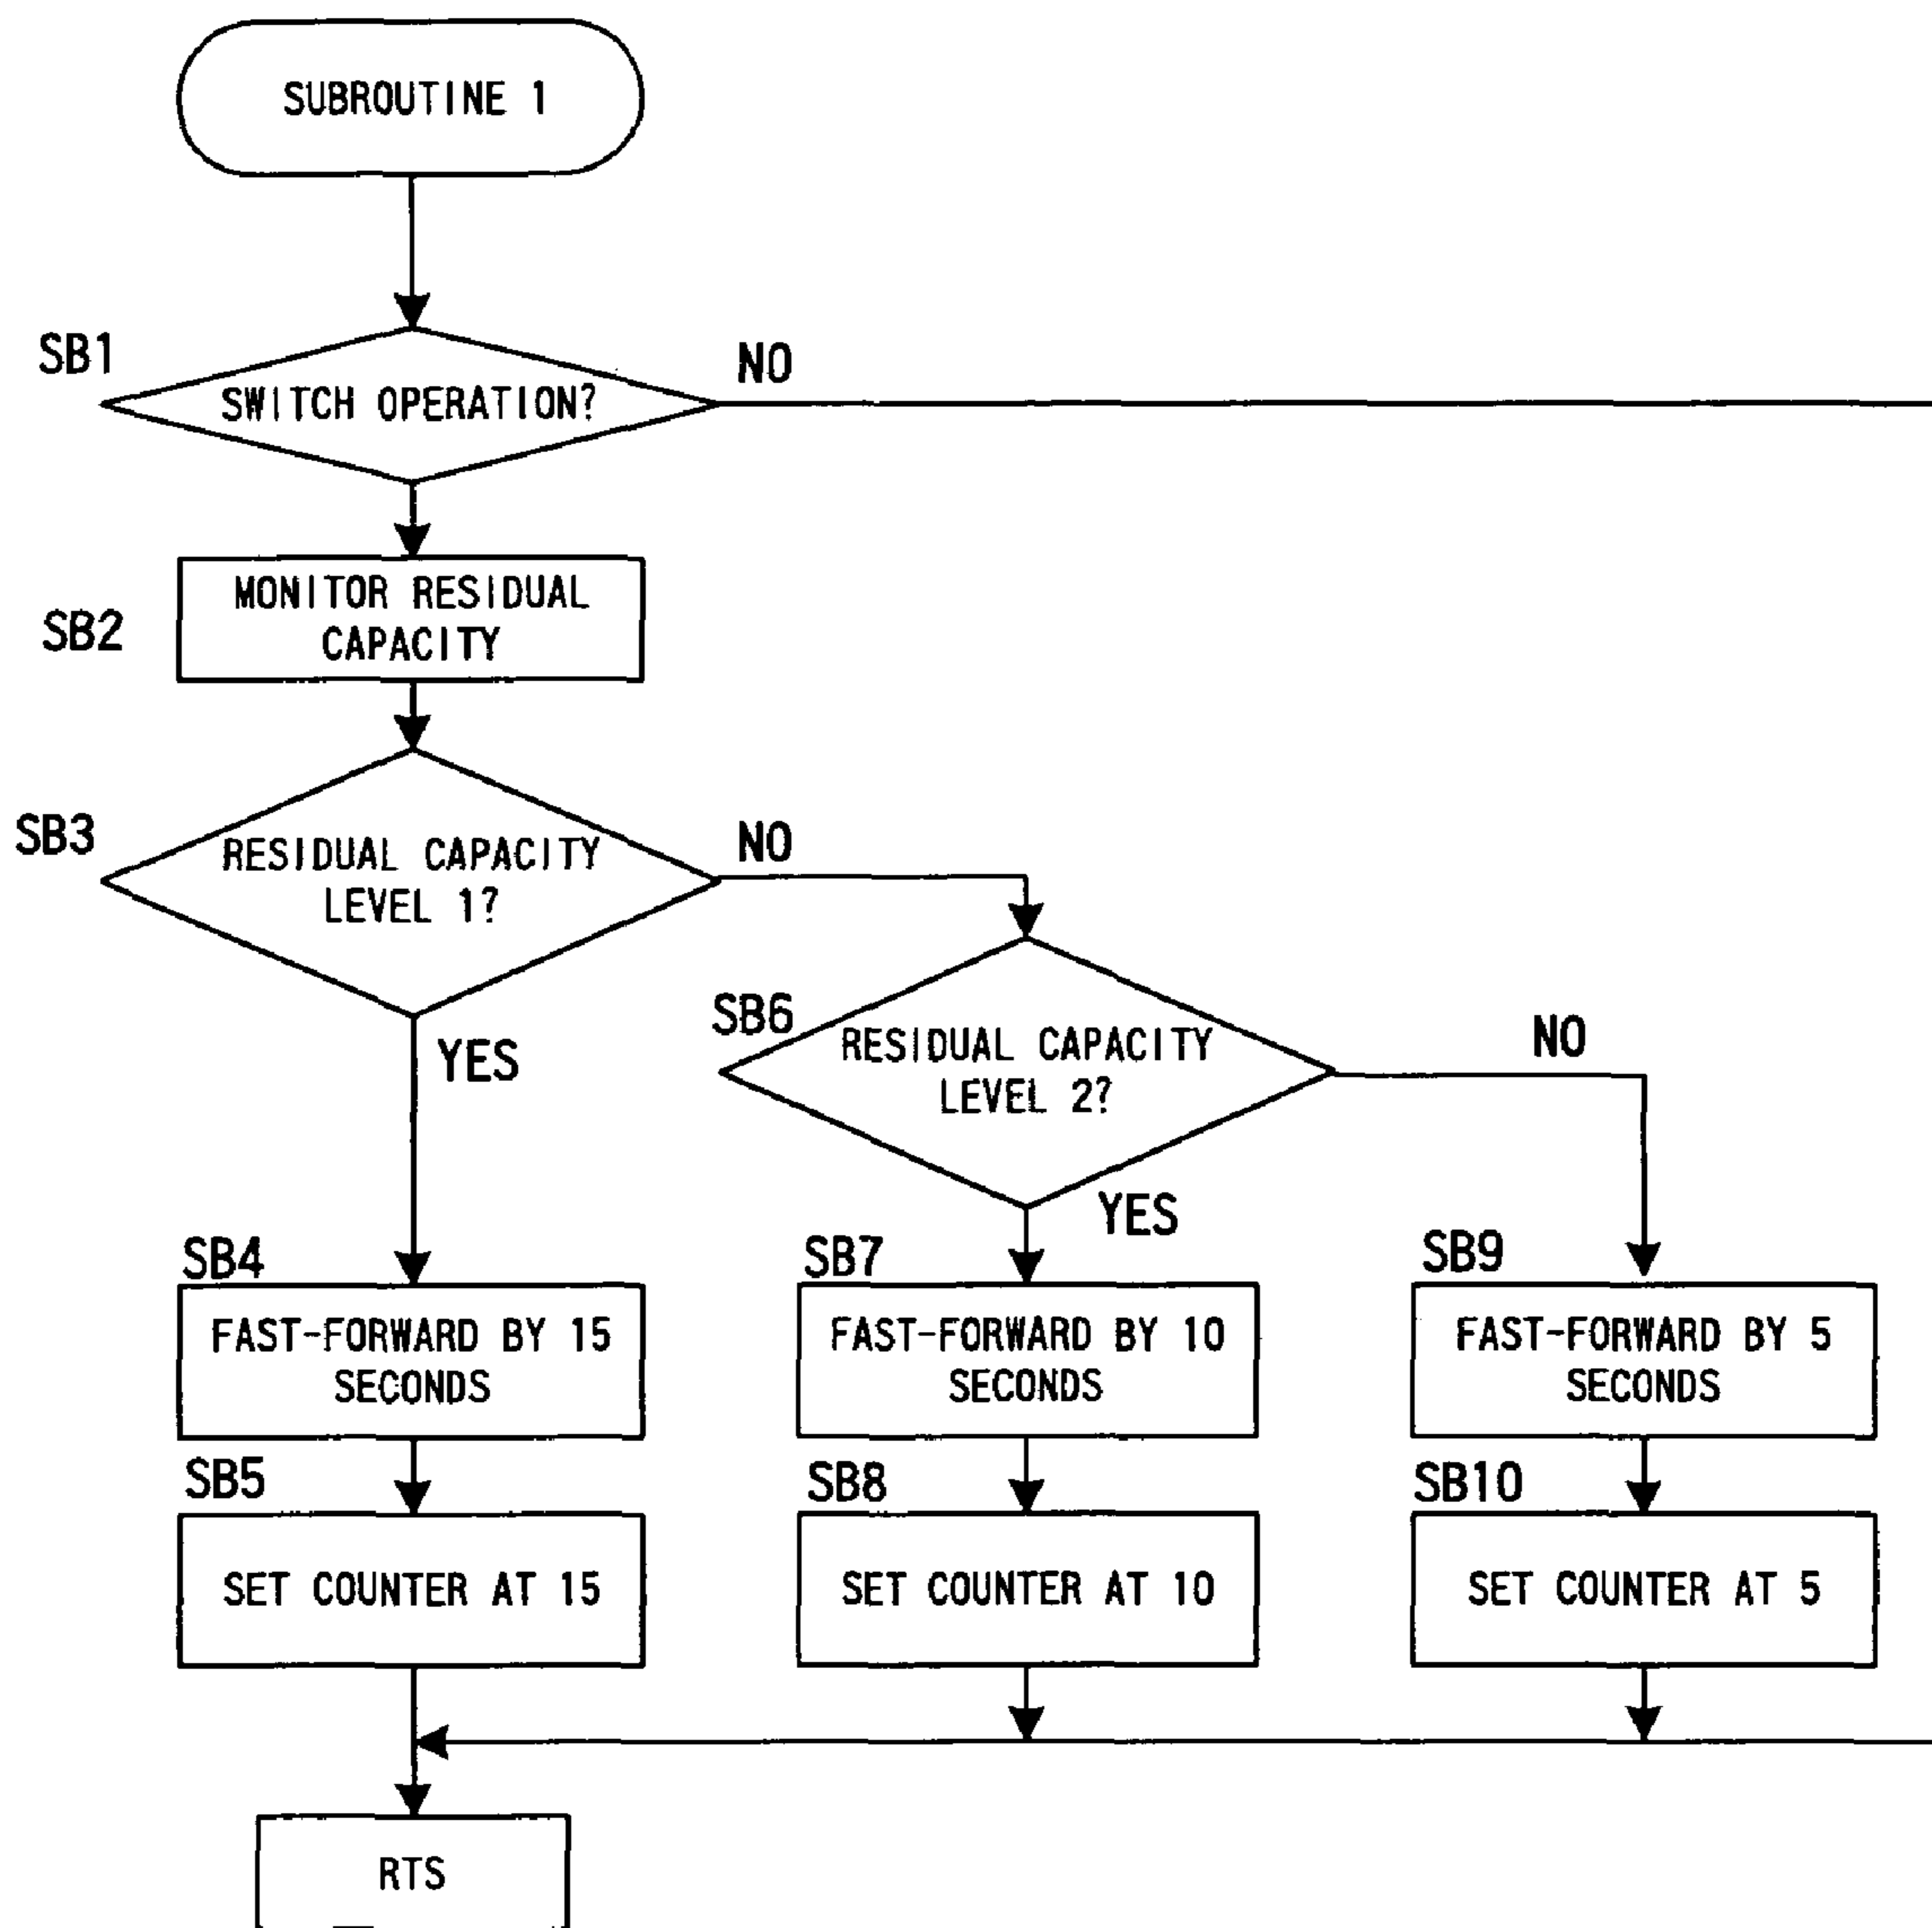 SUBROUTINE 1
SB1
SWITCH OPERATION?
NO
SB2
MONITOR RESIDUAL
CAPACITY
SB3
RESIDUAL CAPACITY
LEVEL 1?
NO
YES
SB6
RESIDUAL CAPACITY
LEVEL 2?
NO
YES
SB4
FAST-FORWARD BY 15
SECONDS
SB7
FAST-FORWARD BY 10
SECONDS
SB9
FAST-FORWARD BY 5
SECONDS
SB5
SET COUNTER AT 15
SB8
SET COUNTER AT 10
SB10
SET COUNTER AT 5
RTS